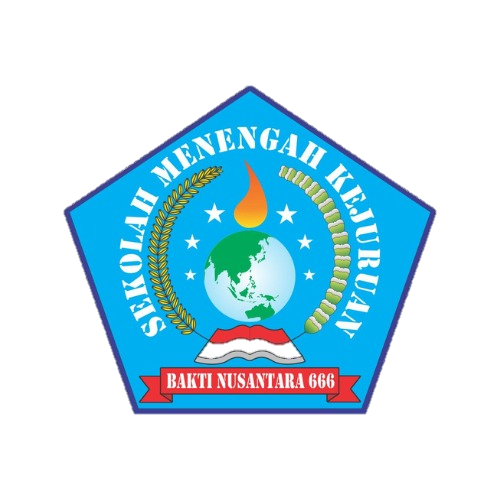 SEKOLAH MENENGAH KEJURUAN
BAKTI NUSANTARA 666